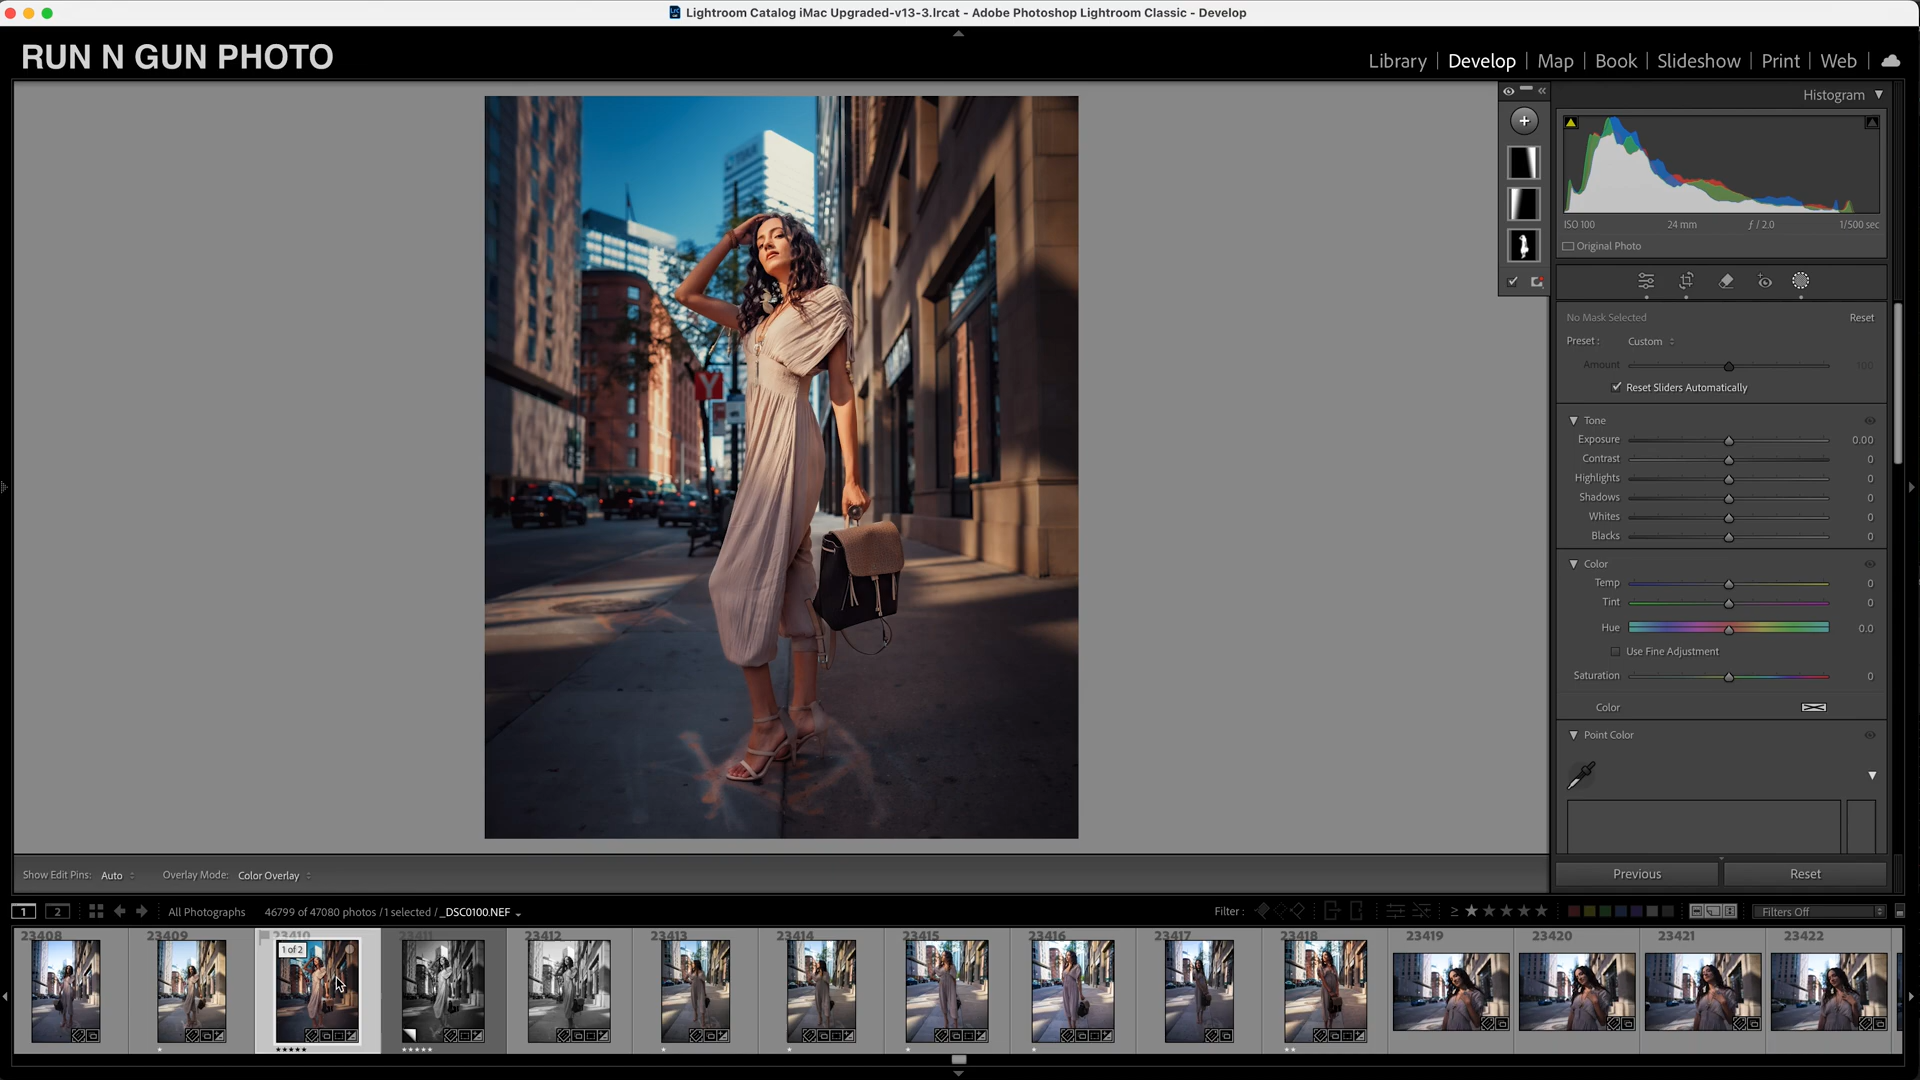 Lightroom Catalog iMac Upgraded-v13-3.lrcat - Adobe Photoshop Lightroom Classic - Develop
RUN N GUN PHOTO
Library | Develop | Map | Book | Slideshow | Print | Web
Histogram
ISO 100 24 mm ƒ / 2.0 1/500 sec
Original Photo
No Mask Selected Reset
Preset : Custom
Amount 100
Reset Sliders Automatically
Tone
Exposure 0.00
Contrast 0
Highlights 0
Shadows 0
Whites 0
Blacks 0
Color
Temp 0
Tint 0
Hue 0.0
Use Fine Adjustment
Saturation 0
Color
Point Color
Y
Show Edit Pins: Auto Overlay Mode: Color Overlay
Previous Reset
1 2 All Photographs 46799 of 47080 photos /1 selected / _DSC0100.NEF Filter : Filters Off
23408 23409 23410 23411 23412 23413 23414 23415 23416 23417 23418 23419 23420 23421 23422
1 of 2